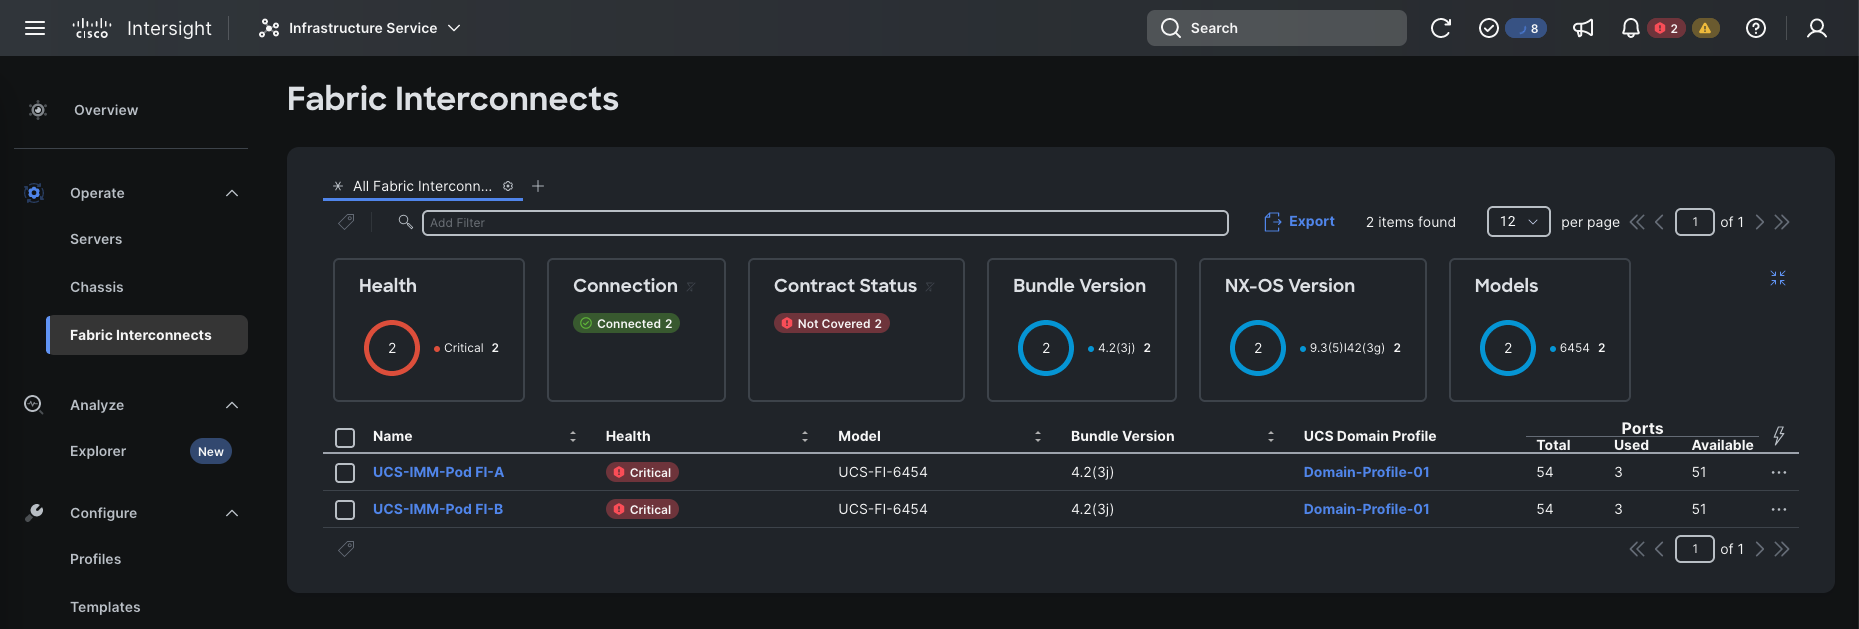 cisco Intersight Infrastructure Service Search 8 2
Overview
Operate
Servers
Chassis
Fabric Interconnects
Analyze
Explorer New
Configure
Profiles
Templates
Fabric Interconnects
All Fabric Interconn...
Add Filter Export 2 items found 12 per page 1 of 1
Health
2 Critical 2
Connection
Connected 2
Contract Status
Not Covered 2
Bundle Version
2 4.2(3j) 2
NX-OS Version
2 9.3(5)I42(3g) 2
Models
2 6454 2
Ports
Name Health Model Bundle Version UCS Domain Profile Total Used Available
UCS-IMM-Pod FI-A Critical UCS-FI-6454 4.2(3j) Domain-Profile-01 54 3 51 ...
UCS-IMM-Pod FI-B Critical UCS-FI-6454 4.2(3j) Domain-Profile-01 54 3 51 ...
1 of 1